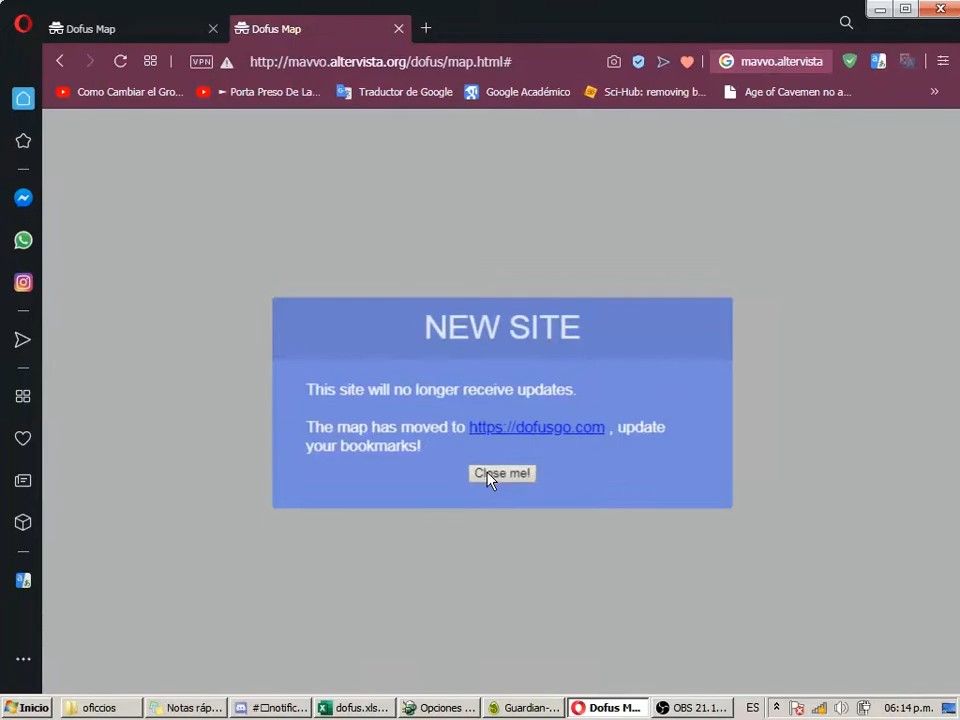 Dofus Map
Dofus Map
VPN
http://mavvo.altervista.org/dofus/map.html#
mavvo.altervista
Como Cambiar el Gro...
► Porta Preso De La...
Traductor de Google
Google Académico
Sci-Hub: removing b...
Age of Cavemen no a...
»
NEW SITE
This site will no longer receive updates.
The map has moved to https://dofusgo.com , update
your bookmarks!
Close me!
Inicio
oficcios
Notas ráp...
#□notific...
dofus.xls...
Opciones ...
Guardian-...
Dofus M...
OBS 21.1...
ES
06:14 p.m.